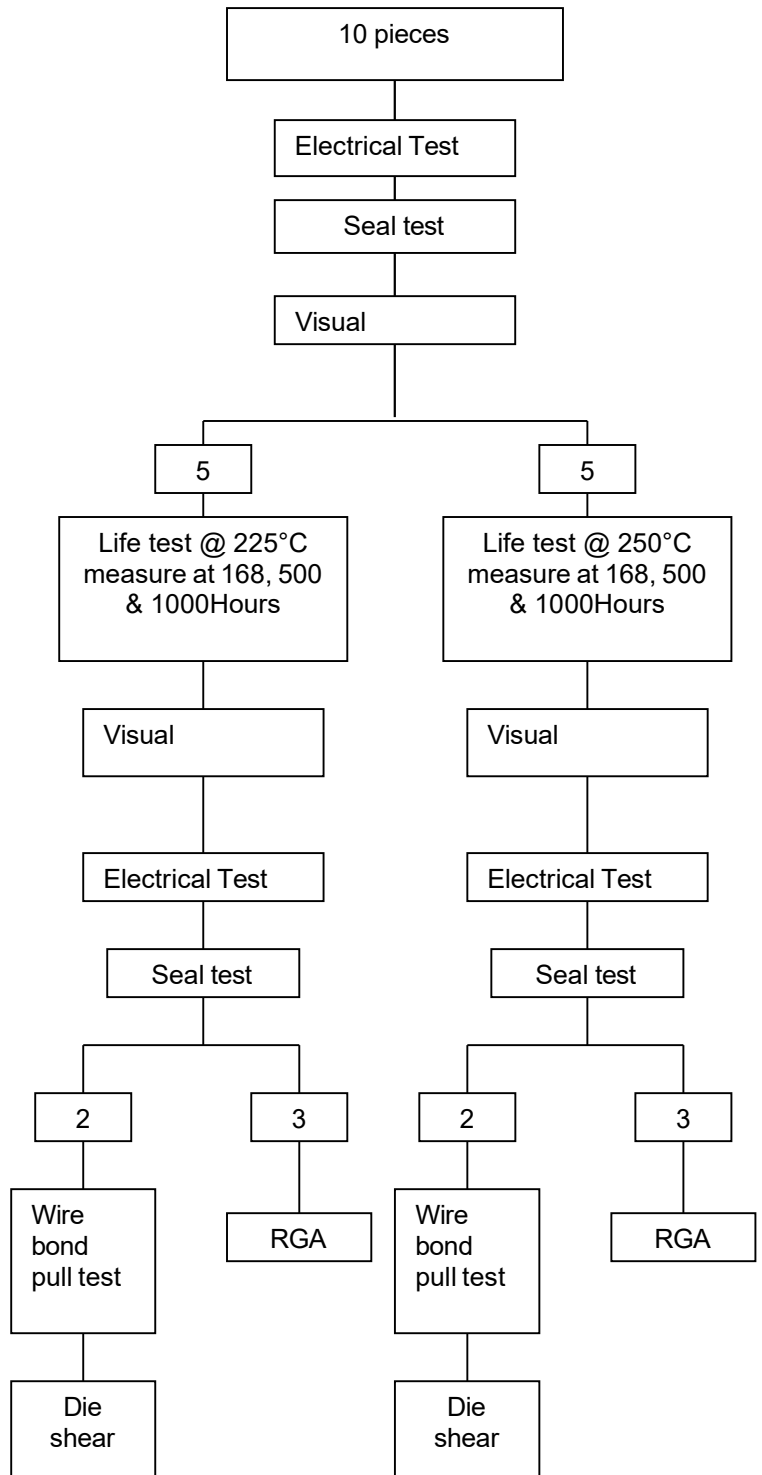 10 pieces
Electrical Test
Seal test
Visual
5
5
Life test @ 225°C
measure at 168, 500
& 1000Hours
Life test @ 250°C
measure at 168, 500
& 1000Hours
Visual
Visual
Electrical Test
Electrical Test
Seal test
Seal test
2
3
2
3
Wire
bond
pull test
RGA
Wire
bond
pull test
RGA
Die
shear
Die
shear